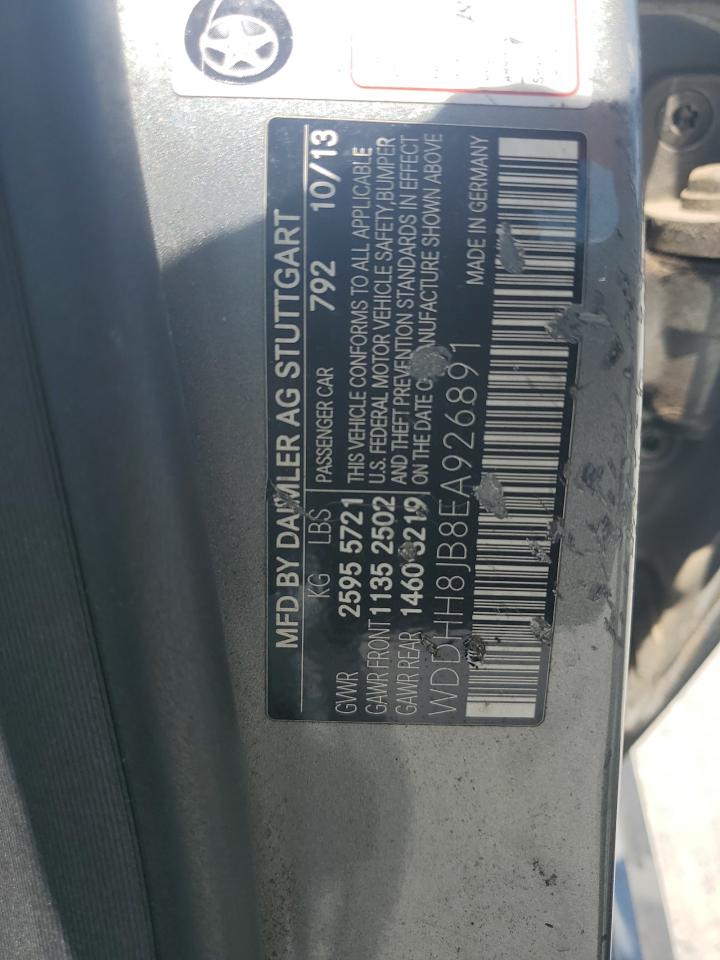 MFD BY DAIMLER AG STUTTGART
KG LBS
GVWR 2595 5721
GAWR FRONT 1135 2502
GAWR REAR 1460 3219
PASSENGER CAR 792 10/13
THIS VEHICLE CONFORMS TO ALL APPLICABLE
U.S. FEDERAL MOTOR VEHICLE SAFETY,BUMPER
AND THEFT PREVENTION STANDARDS IN EFFECT
ON THE DATE OF MANUFACTURE SHOWN ABOVE
WDDHH8JB8EA926891
MADE IN GERMANY